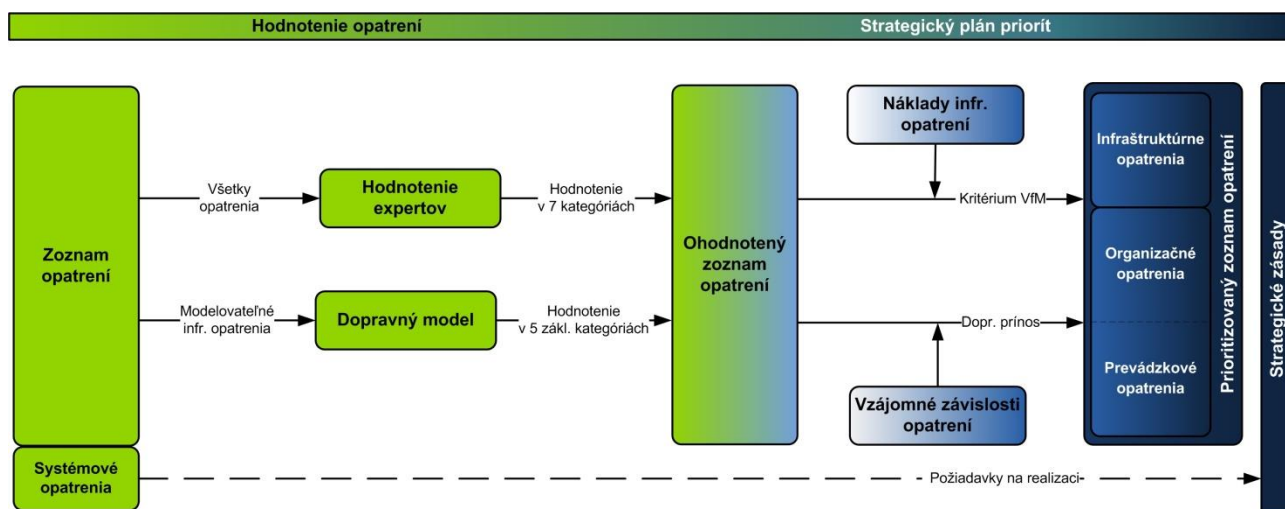 Hodnotenie opatrení
Strategický plán priorít
Zoznam
opatrení
Všetky
opatrenia
Hodnotenie
expertov
Hodnotenie
v 7 kategóriách
Modelovateľné
infr. opatrenia
Dopravný model
Hodnotenie
v 5 zákl. kategóriách
Ohodnotený
zoznam
opatrení
Náklady infr.
opatrení
Kritérium VfM
Dopr. prínos
Vzájomné závislosti
opatrení
Infraštruktúrne
opatrenia
Organizačné
opatrenia
Prevádzkové
opatrenia
Prioritizovaný zoznam opatrení
Strategické zásady
Systémové
opatrenia
Požiadavky na realizaci